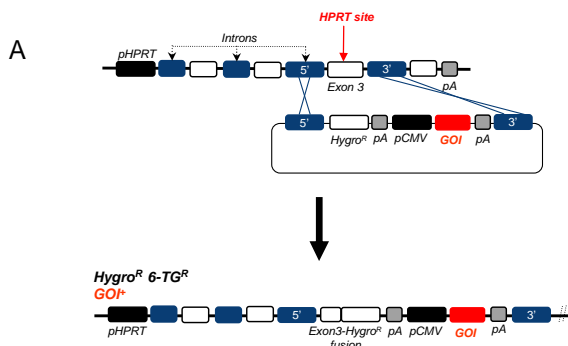 A
HPRT site
Introns
pHPRT
5'
3'
Exon 3
pA
5'
3'
Hygroᴿ pA pCMV GOI pA
Hygroᴿ 6-TGᴿ
GOI⁺
5'
3'
pHPRT
Exon3-Hygroᴿ
fusion
pA pCMV GOI pA